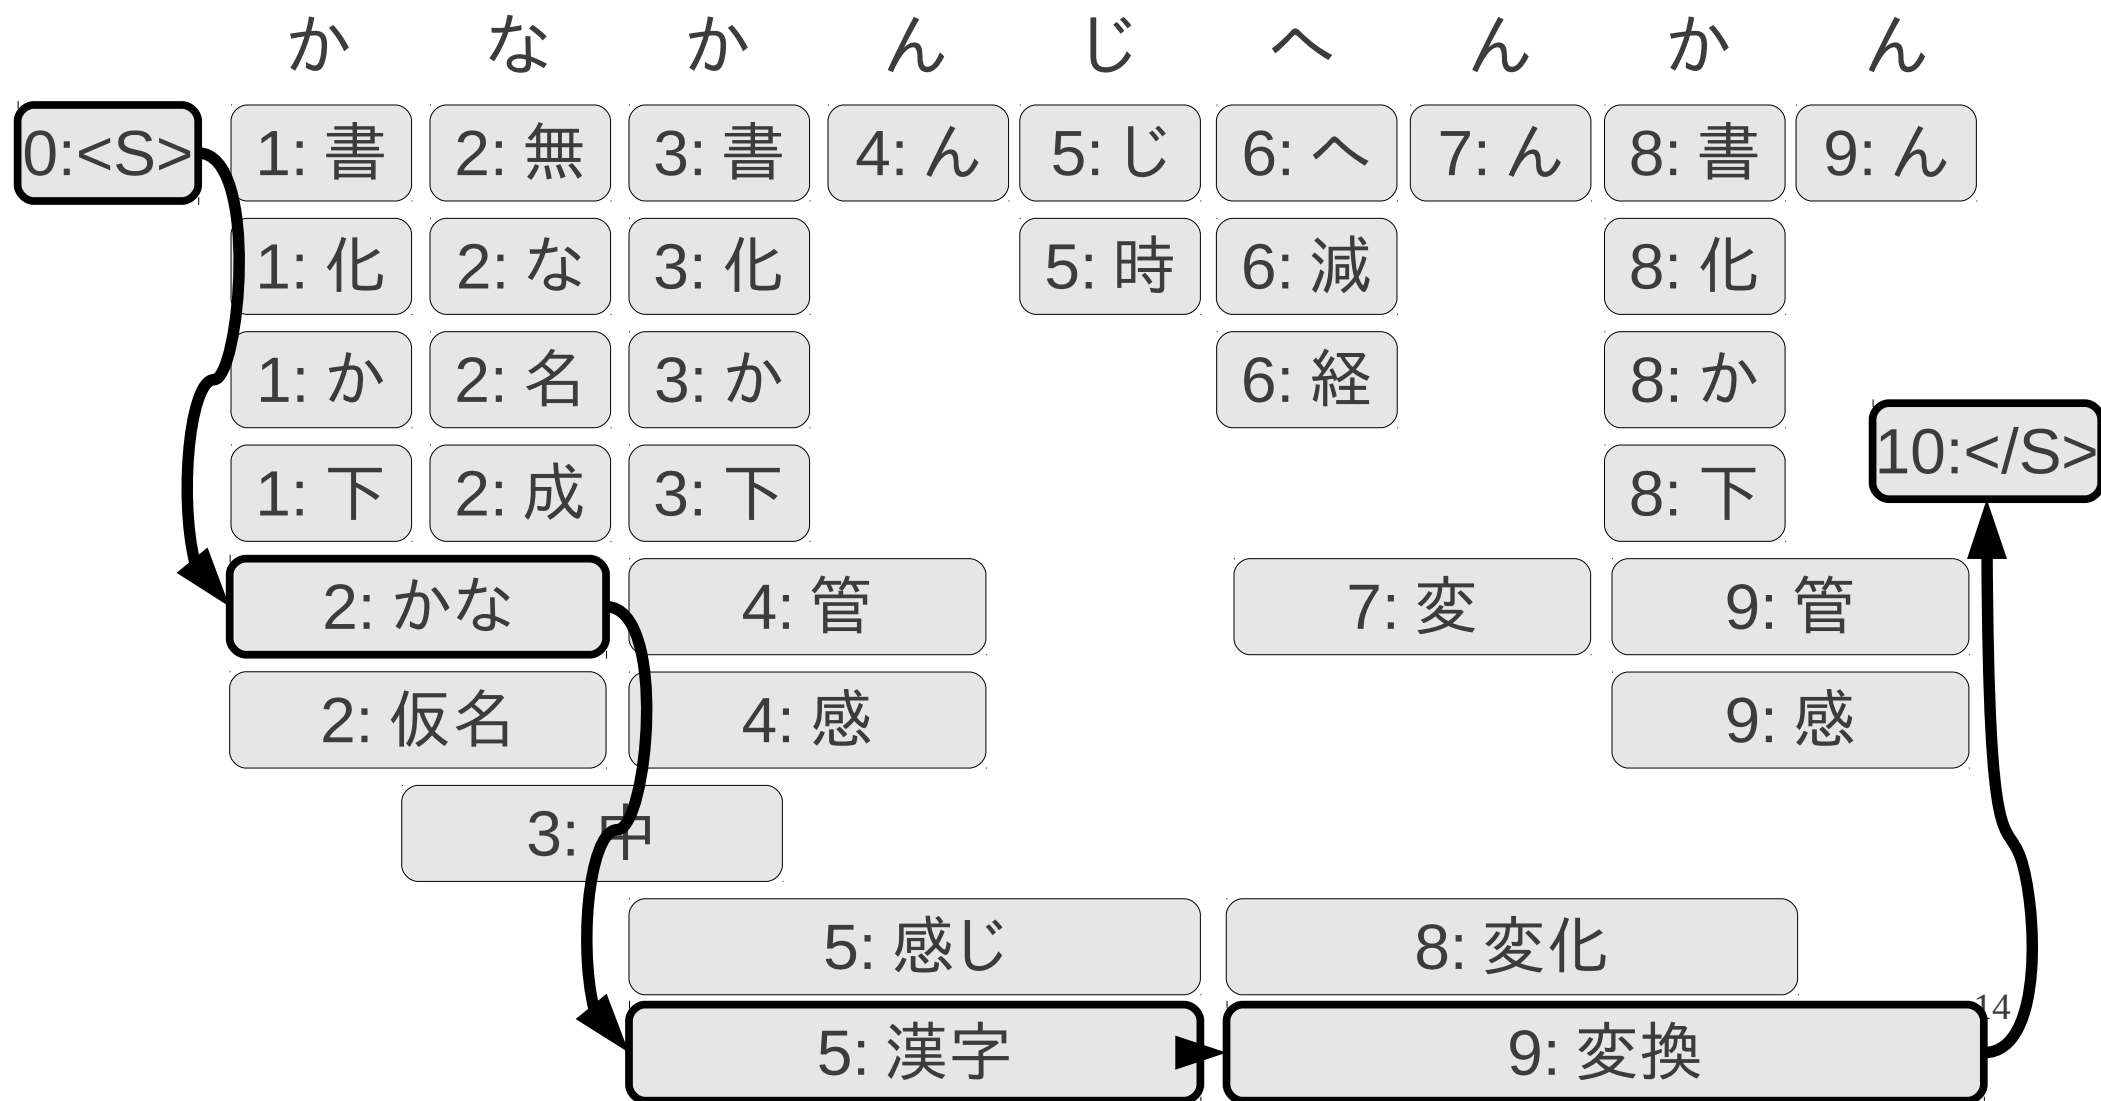 か な か ん じ へ ん か ん
0:<S> 1: 書 2: 無 3: 書 4: ん 5: じ 6: へ 7: ん 8: 書 9: ん
1: 化 2: な 3: 化 5: 時 6: 減 8: 化
1: か 2: 名 3: か 6: 経 8: か
10:</S>
1: 下 2: 成 3: 下 8: 下
2: かな 4: 管 7: 変 9: 管
2: 仮名 4: 感 9: 感
3: 中
5: 感じ 8: 変化
14
5: 漢字 9: 変換